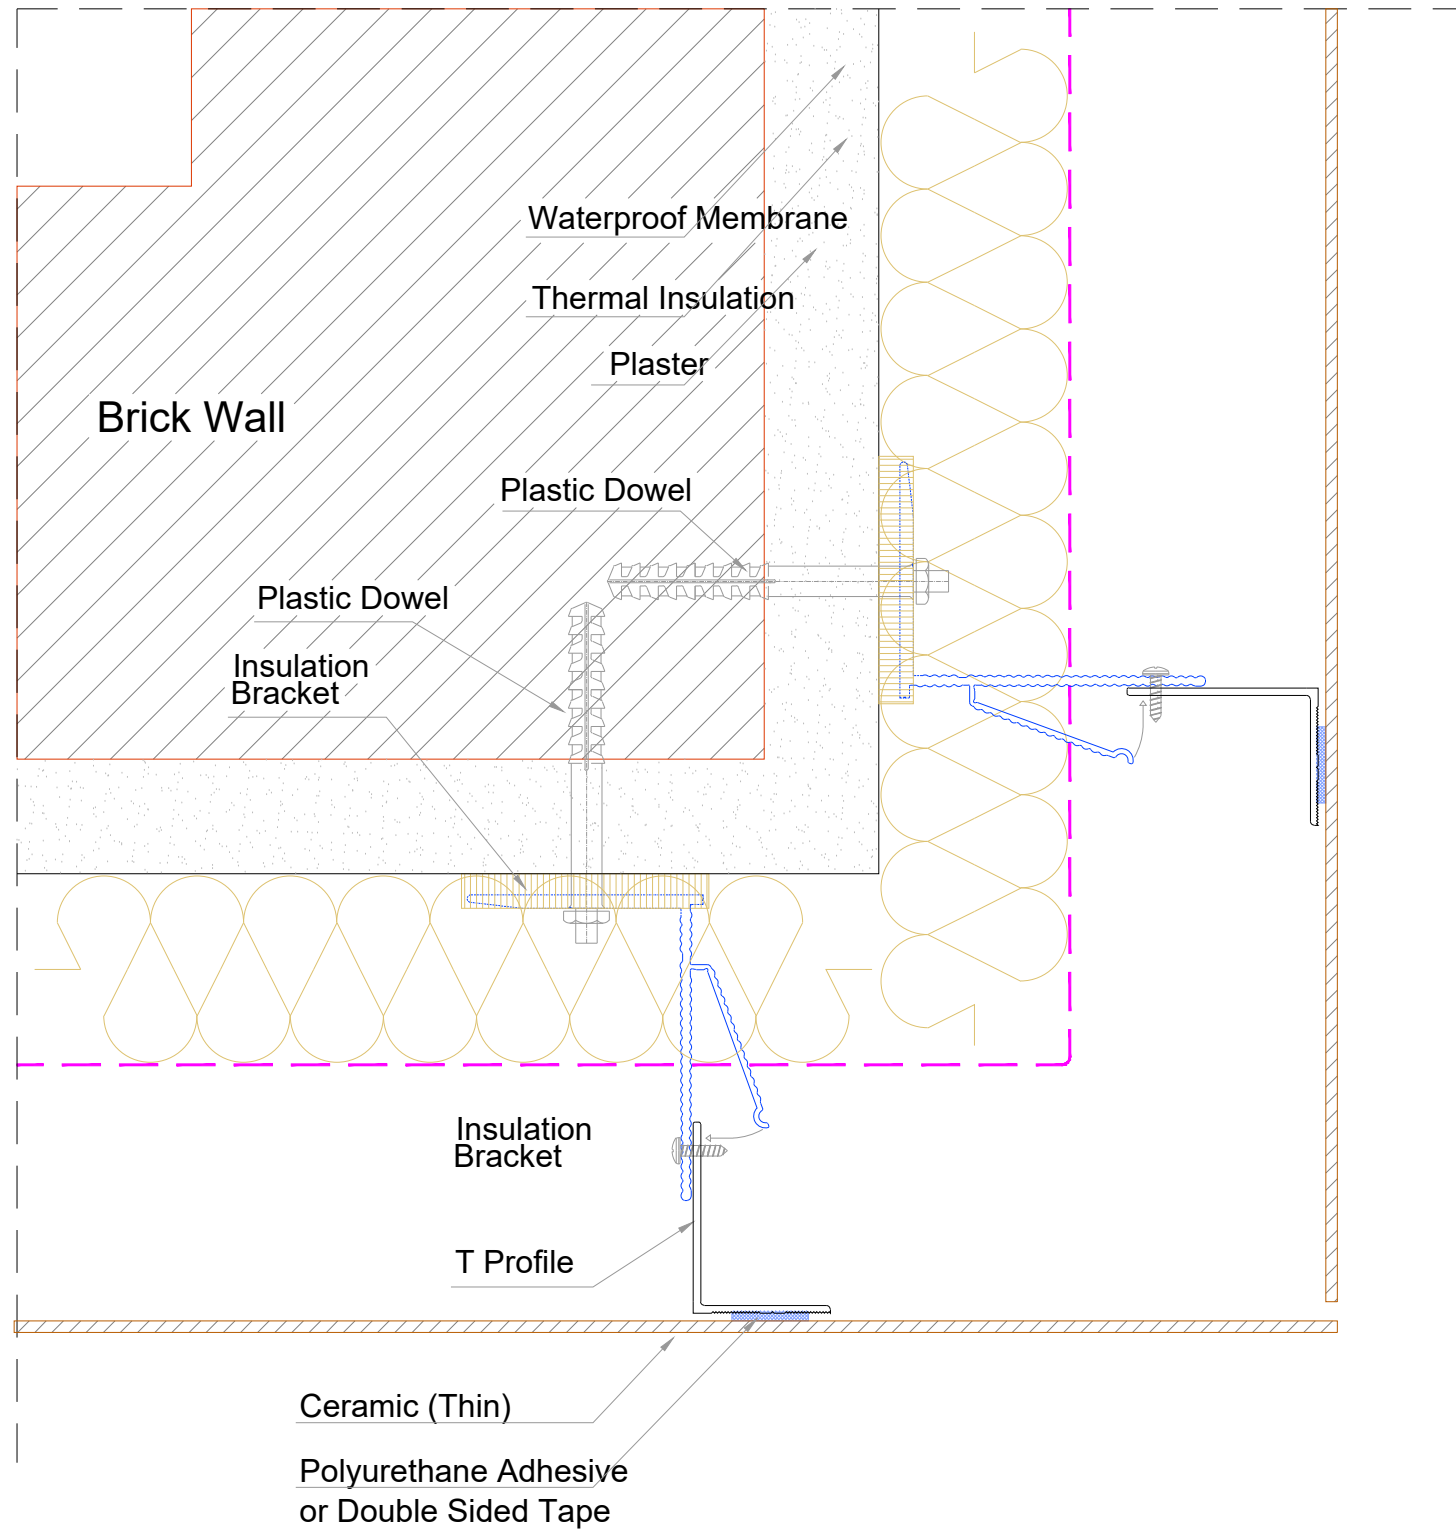 Waterproof Membrane
Thermal Insulation
Plaster
Brick Wall
Plastic Dowel
Plastic Dowel
Insulation
Bracket
Insulation
Bracket
T Profile
Ceramic (Thin)
Polyurethane Adhesive
or Double Sided Tape